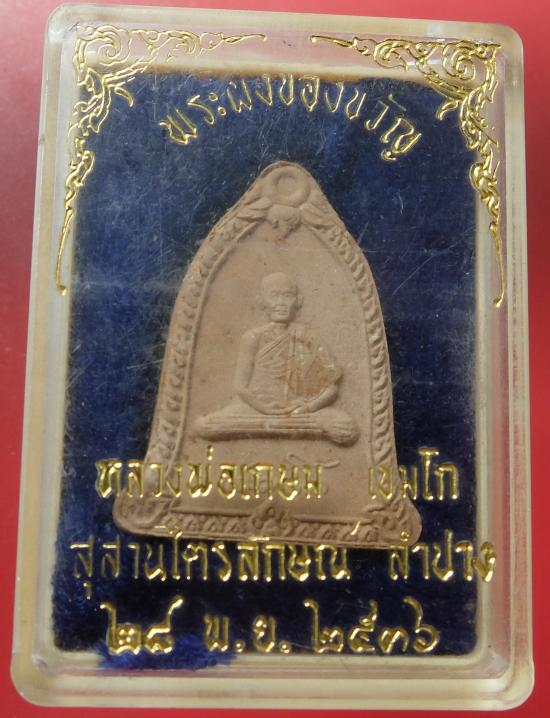 พระผงของขวัญ
หลวงพ่อเกษม เขมโก
สุสานไตรลักษณ์ ลำปาง
๒๘ พ.ย. ๒๕๓๖